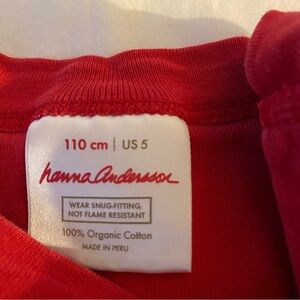 110 cm | US 5
hanna andersson
WEAR SNUG-FITTING,
NOT FLAME RESISTANT
100% Organic Cotton
MADE IN PERU